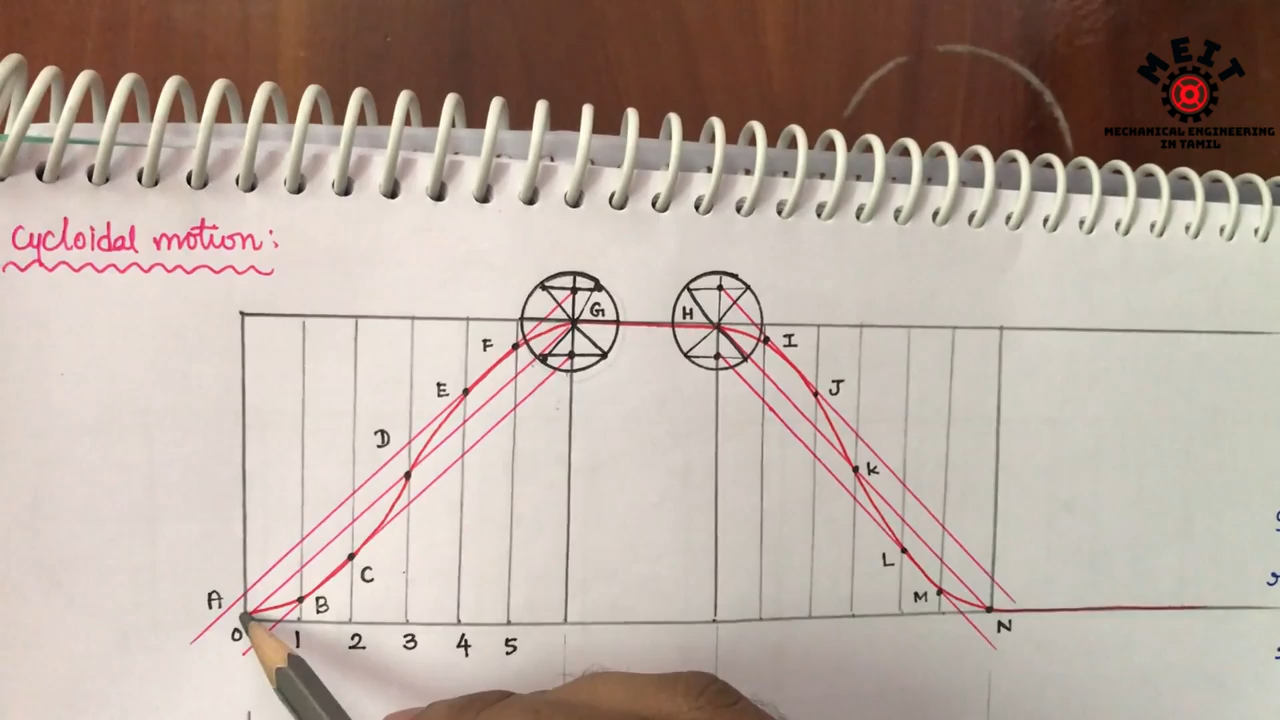 MEIT
MECHANICAL ENGINEERING
IN TAMIL
Cycloidal motion:
G H
F I
E J
D
K
C L
A B M
0 1 2 3 4 5 N